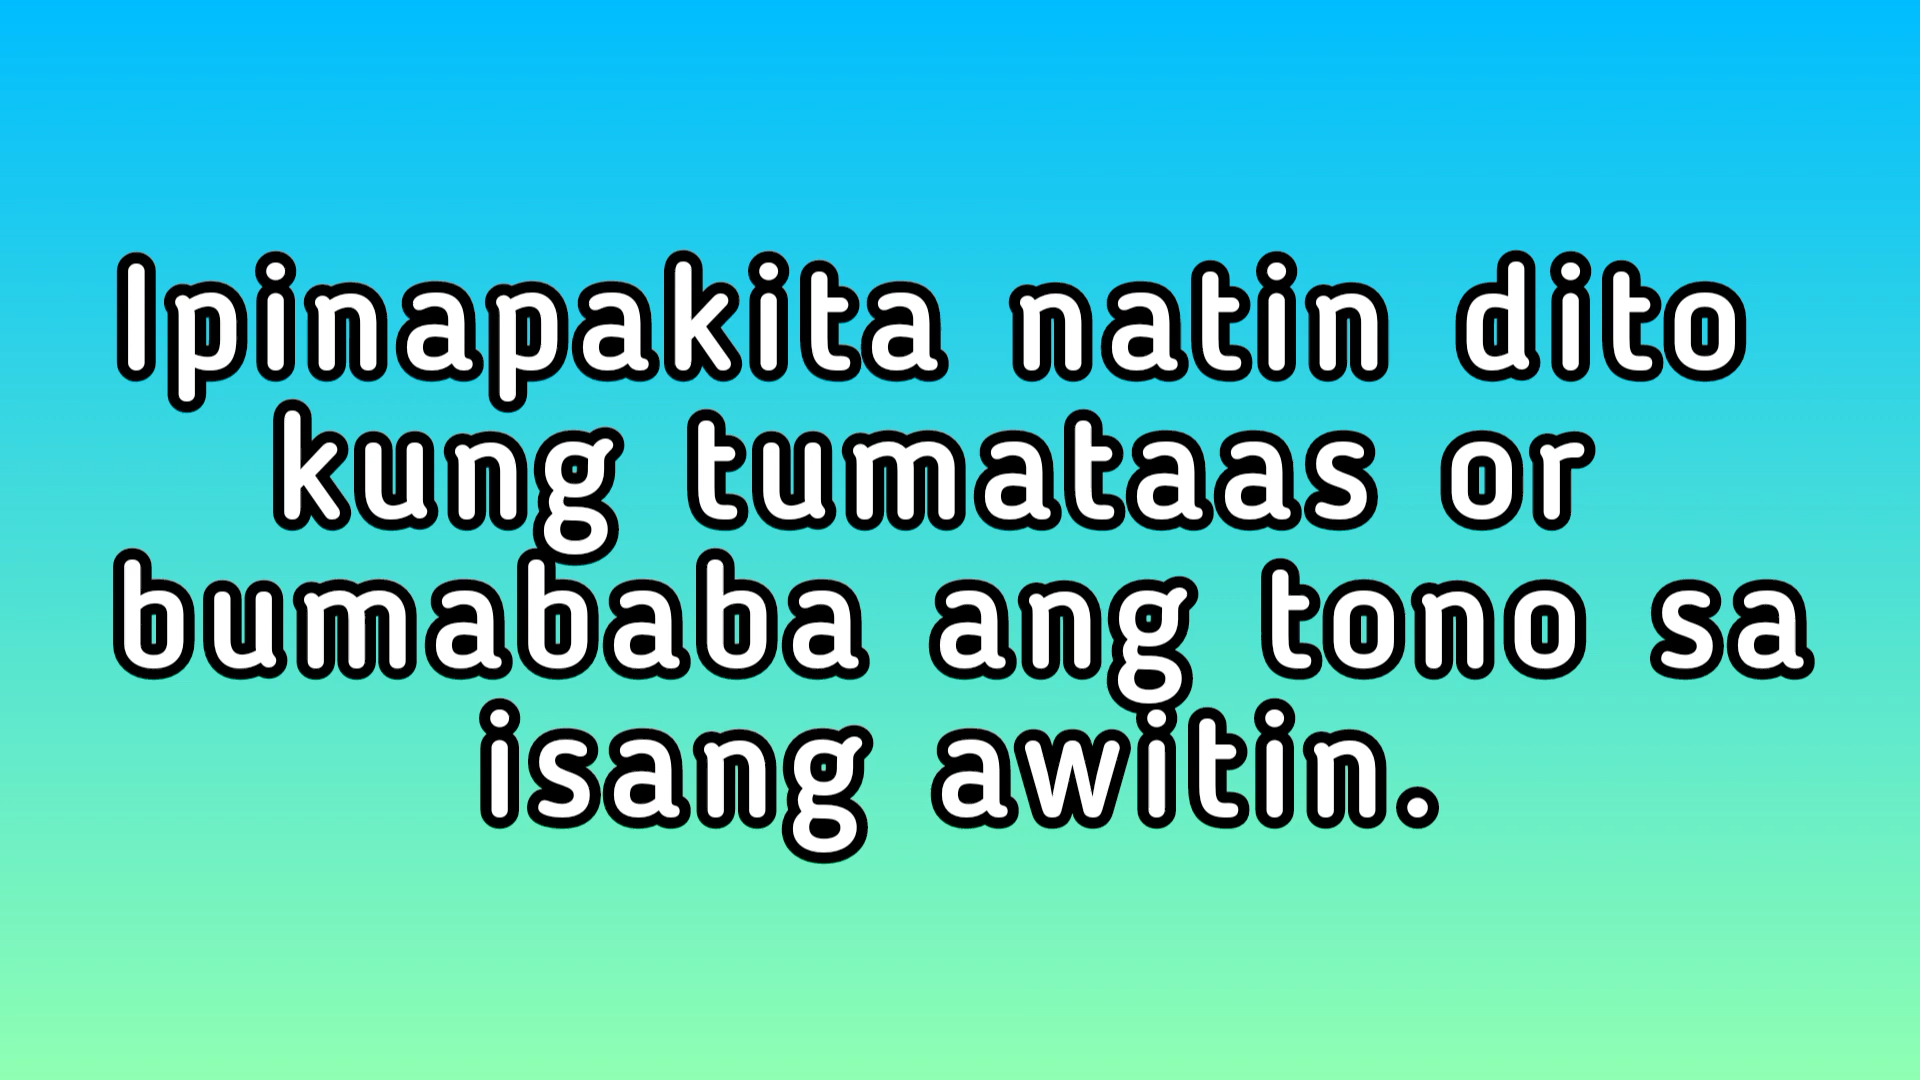 Ipinapakita natin dito
kung tumataas or
bumababa ang tono sa
isang awitin.